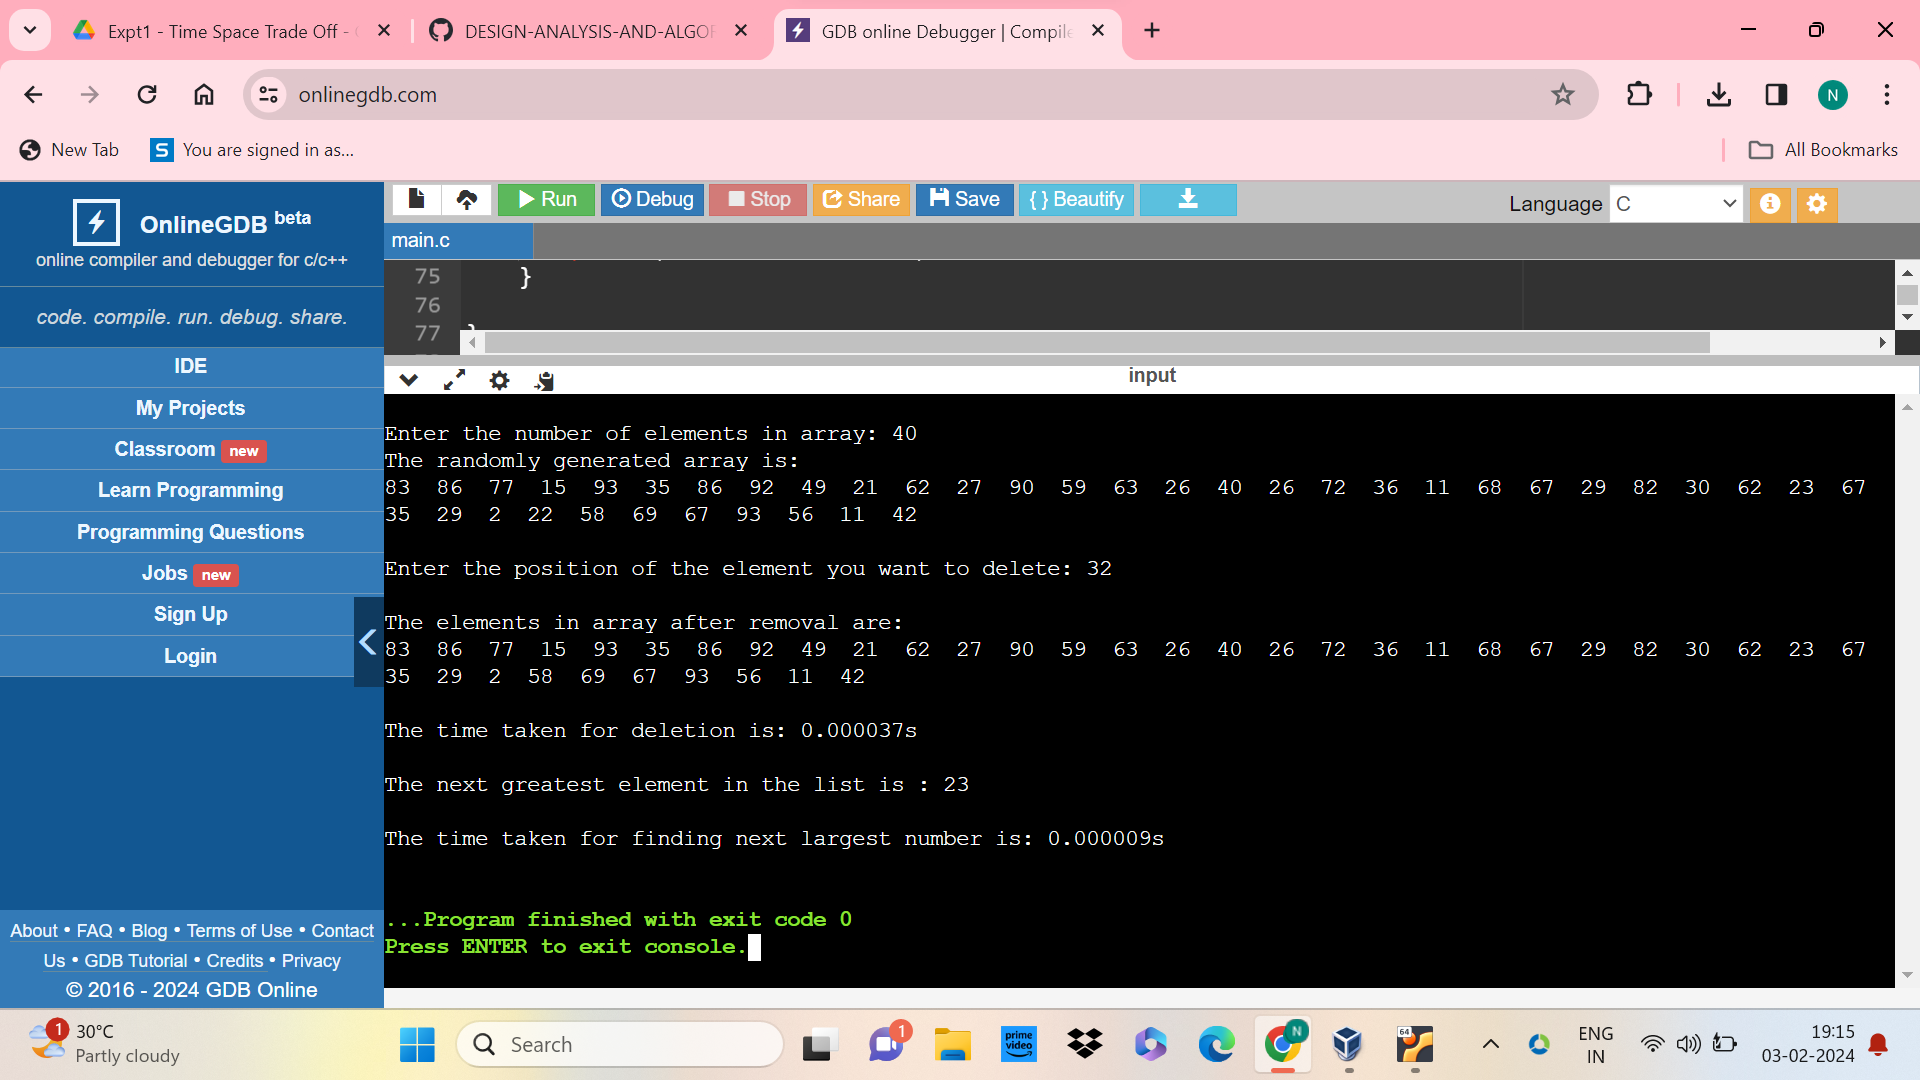 Expt1 - Time Space Trade Off -
DESIGN-ANALYSIS-AND-ALGO
GDB online Debugger | Compile
onlinegdb.com
N
New Tab
S
You are signed in as...
All Bookmarks
OnlineGDB beta
online compiler and debugger for c/c++
code. compile. run. debug. share.
IDE
My Projects
Classroom new
Learn Programming
Programming Questions
Jobs new
Sign Up
Login
About • FAQ • Blog • Terms of Use • Contact
Us • GDB Tutorial • Credits • Privacy
© 2016 - 2024 GDB Online
Run
Debug
Stop
Share
Save
{ } Beautify
Language C
main.c
75 }
76
77 }
input
Enter the number of elements in array: 40
The randomly generated array is:
83 86 77 15 93 35 86 92 49 21 62 27 90 59 63 26 40 26 72 36 11 68 67 29 82 30 62 23 67
35 29 2 22 58 69 67 93 56 11 42
Enter the position of the element you want to delete: 32
The elements in array after removal are:
83 86 77 15 93 35 86 92 49 21 62 27 90 59 63 26 40 26 72 36 11 68 67 29 82 30 62 23 67
35 29 2 58 69 67 93 56 11 42
The time taken for deletion is: 0.000037s
The next greatest element in the list is : 23
The time taken for finding next largest number is: 0.000009s
...Program finished with exit code 0
Press ENTER to exit console.
1
30°C
Partly cloudy
Search
1
prime
video
N
64
ENG
IN
19:15
03-02-2024